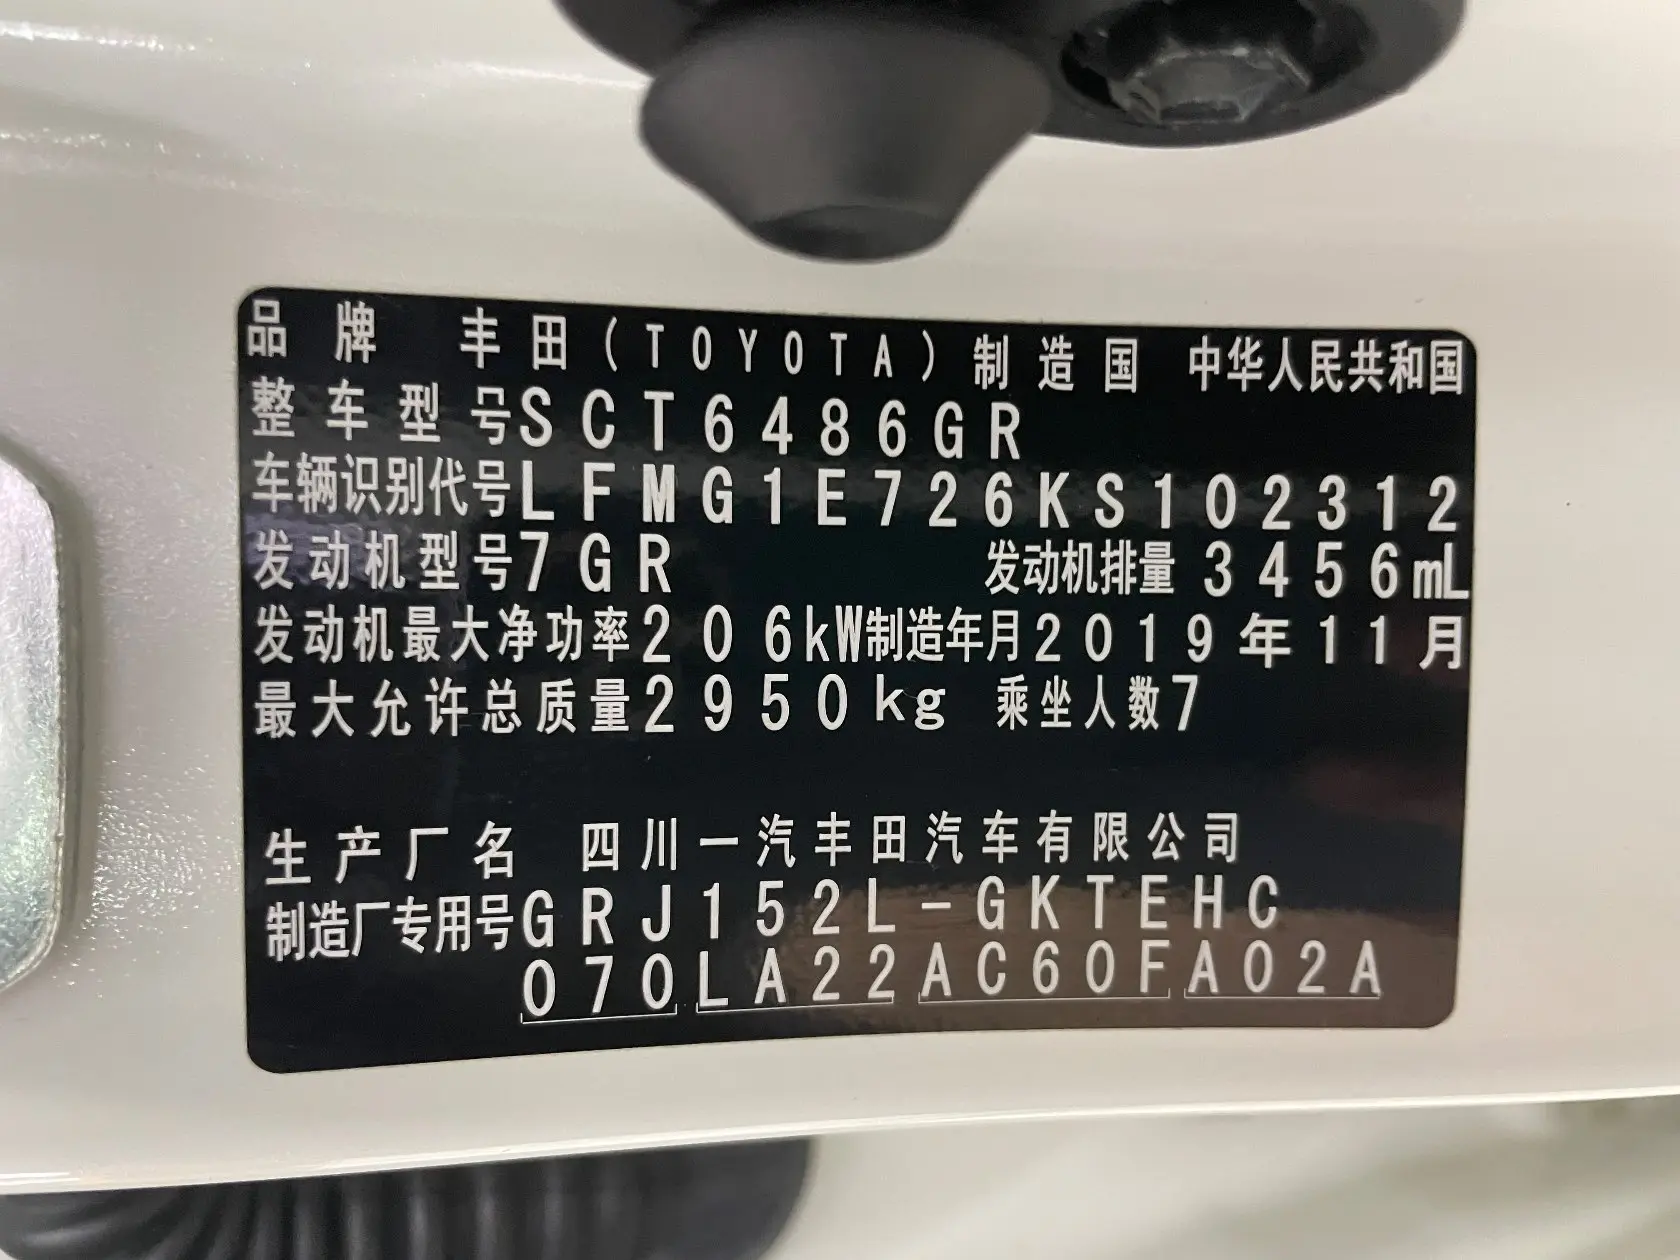 品牌 丰田(TOYOTA) 制造国 中华人民共和国
整车型号SCT6486GR
车辆识别代号LFMG1E726KS102312
发动机型号7GR 发动机排量 3456mL
发动机最大净功率206kW制造年月2019年11月
最大允许总质量2950kg 乘坐人数7
生产厂名 四川一汽丰田汽车有限公司
制造厂专用号GRJ152L-GKTEHC
070LA22AC60FA02A